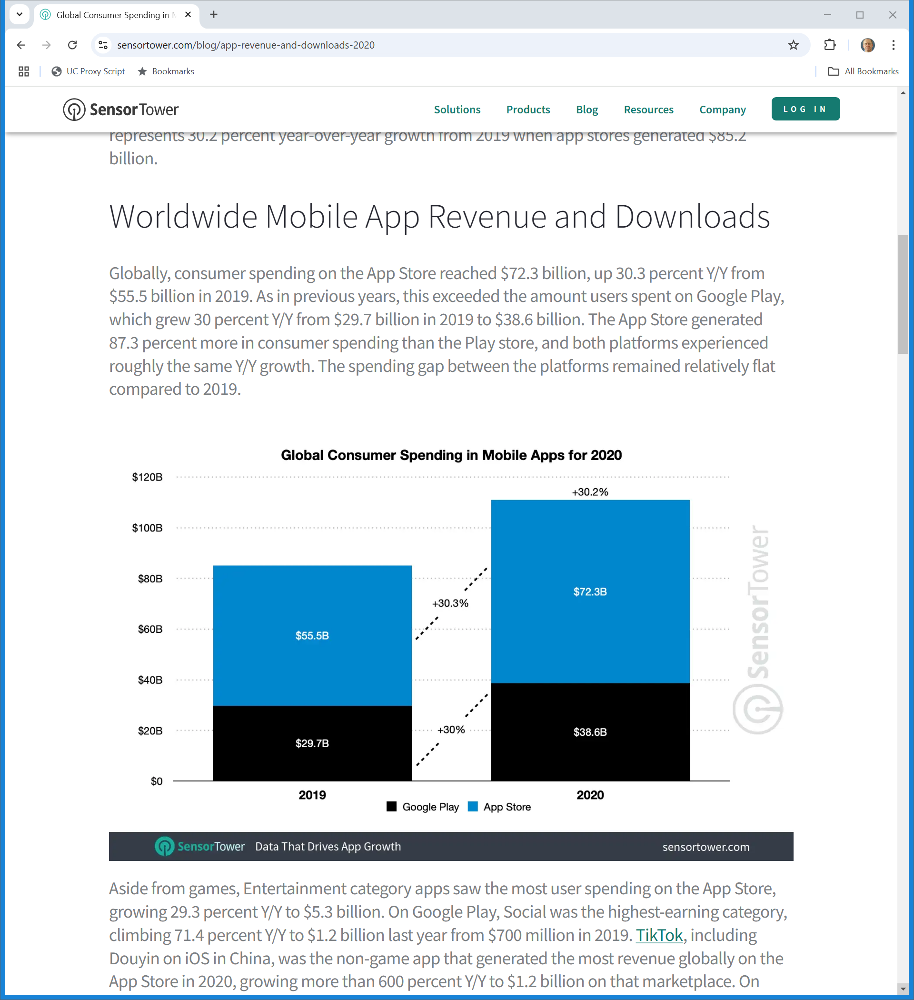 Global Consumer Spending in
sensortower.com/blog/app-revenue-and-downloads-2020
UC Proxy Script
Bookmarks
All Bookmarks
SensorTower
Solutions
Products
Blog
Resources
Company
LOG IN
represents 30.2 percent year-over-year growth from 2019 when app stores generated $85.2
billion.
Worldwide Mobile App Revenue and Downloads
Globally, consumer spending on the App Store reached $72.3 billion, up 30.3 percent Y/Y from
$55.5 billion in 2019. As in previous years, this exceeded the amount users spent on Google Play,
which grew 30 percent Y/Y from $29.7 billion in 2019 to $38.6 billion. The App Store generated
87.3 percent more in consumer spending than the Play store, and both platforms experienced
roughly the same Y/Y growth. The spending gap between the platforms remained relatively flat
compared to 2019.
Global Consumer Spending in Mobile Apps for 2020
$120B
+30.2%
$100B
$80B
$72.3B
+30.3%
$60B
$55.5B
$40B
$20B
+30%
$38.6B
$29.7B
$0
2019
2020
Google Play
App Store
SensorTower
SensorTower
Data That Drives App Growth
sensortower.com
Aside from games, Entertainment category apps saw the most user spending on the App Store,
growing 29.3 percent Y/Y to $5.3 billion. On Google Play, Social was the highest-earning category,
climbing 71.4 percent Y/Y to $1.2 billion last year from $700 million in 2019. TikTok, including
Douyin on iOS in China, was the non-game app that generated the most revenue globally on the
App Store in 2020, growing more than 600 percent Y/Y to $1.2 billion on that marketplace. On